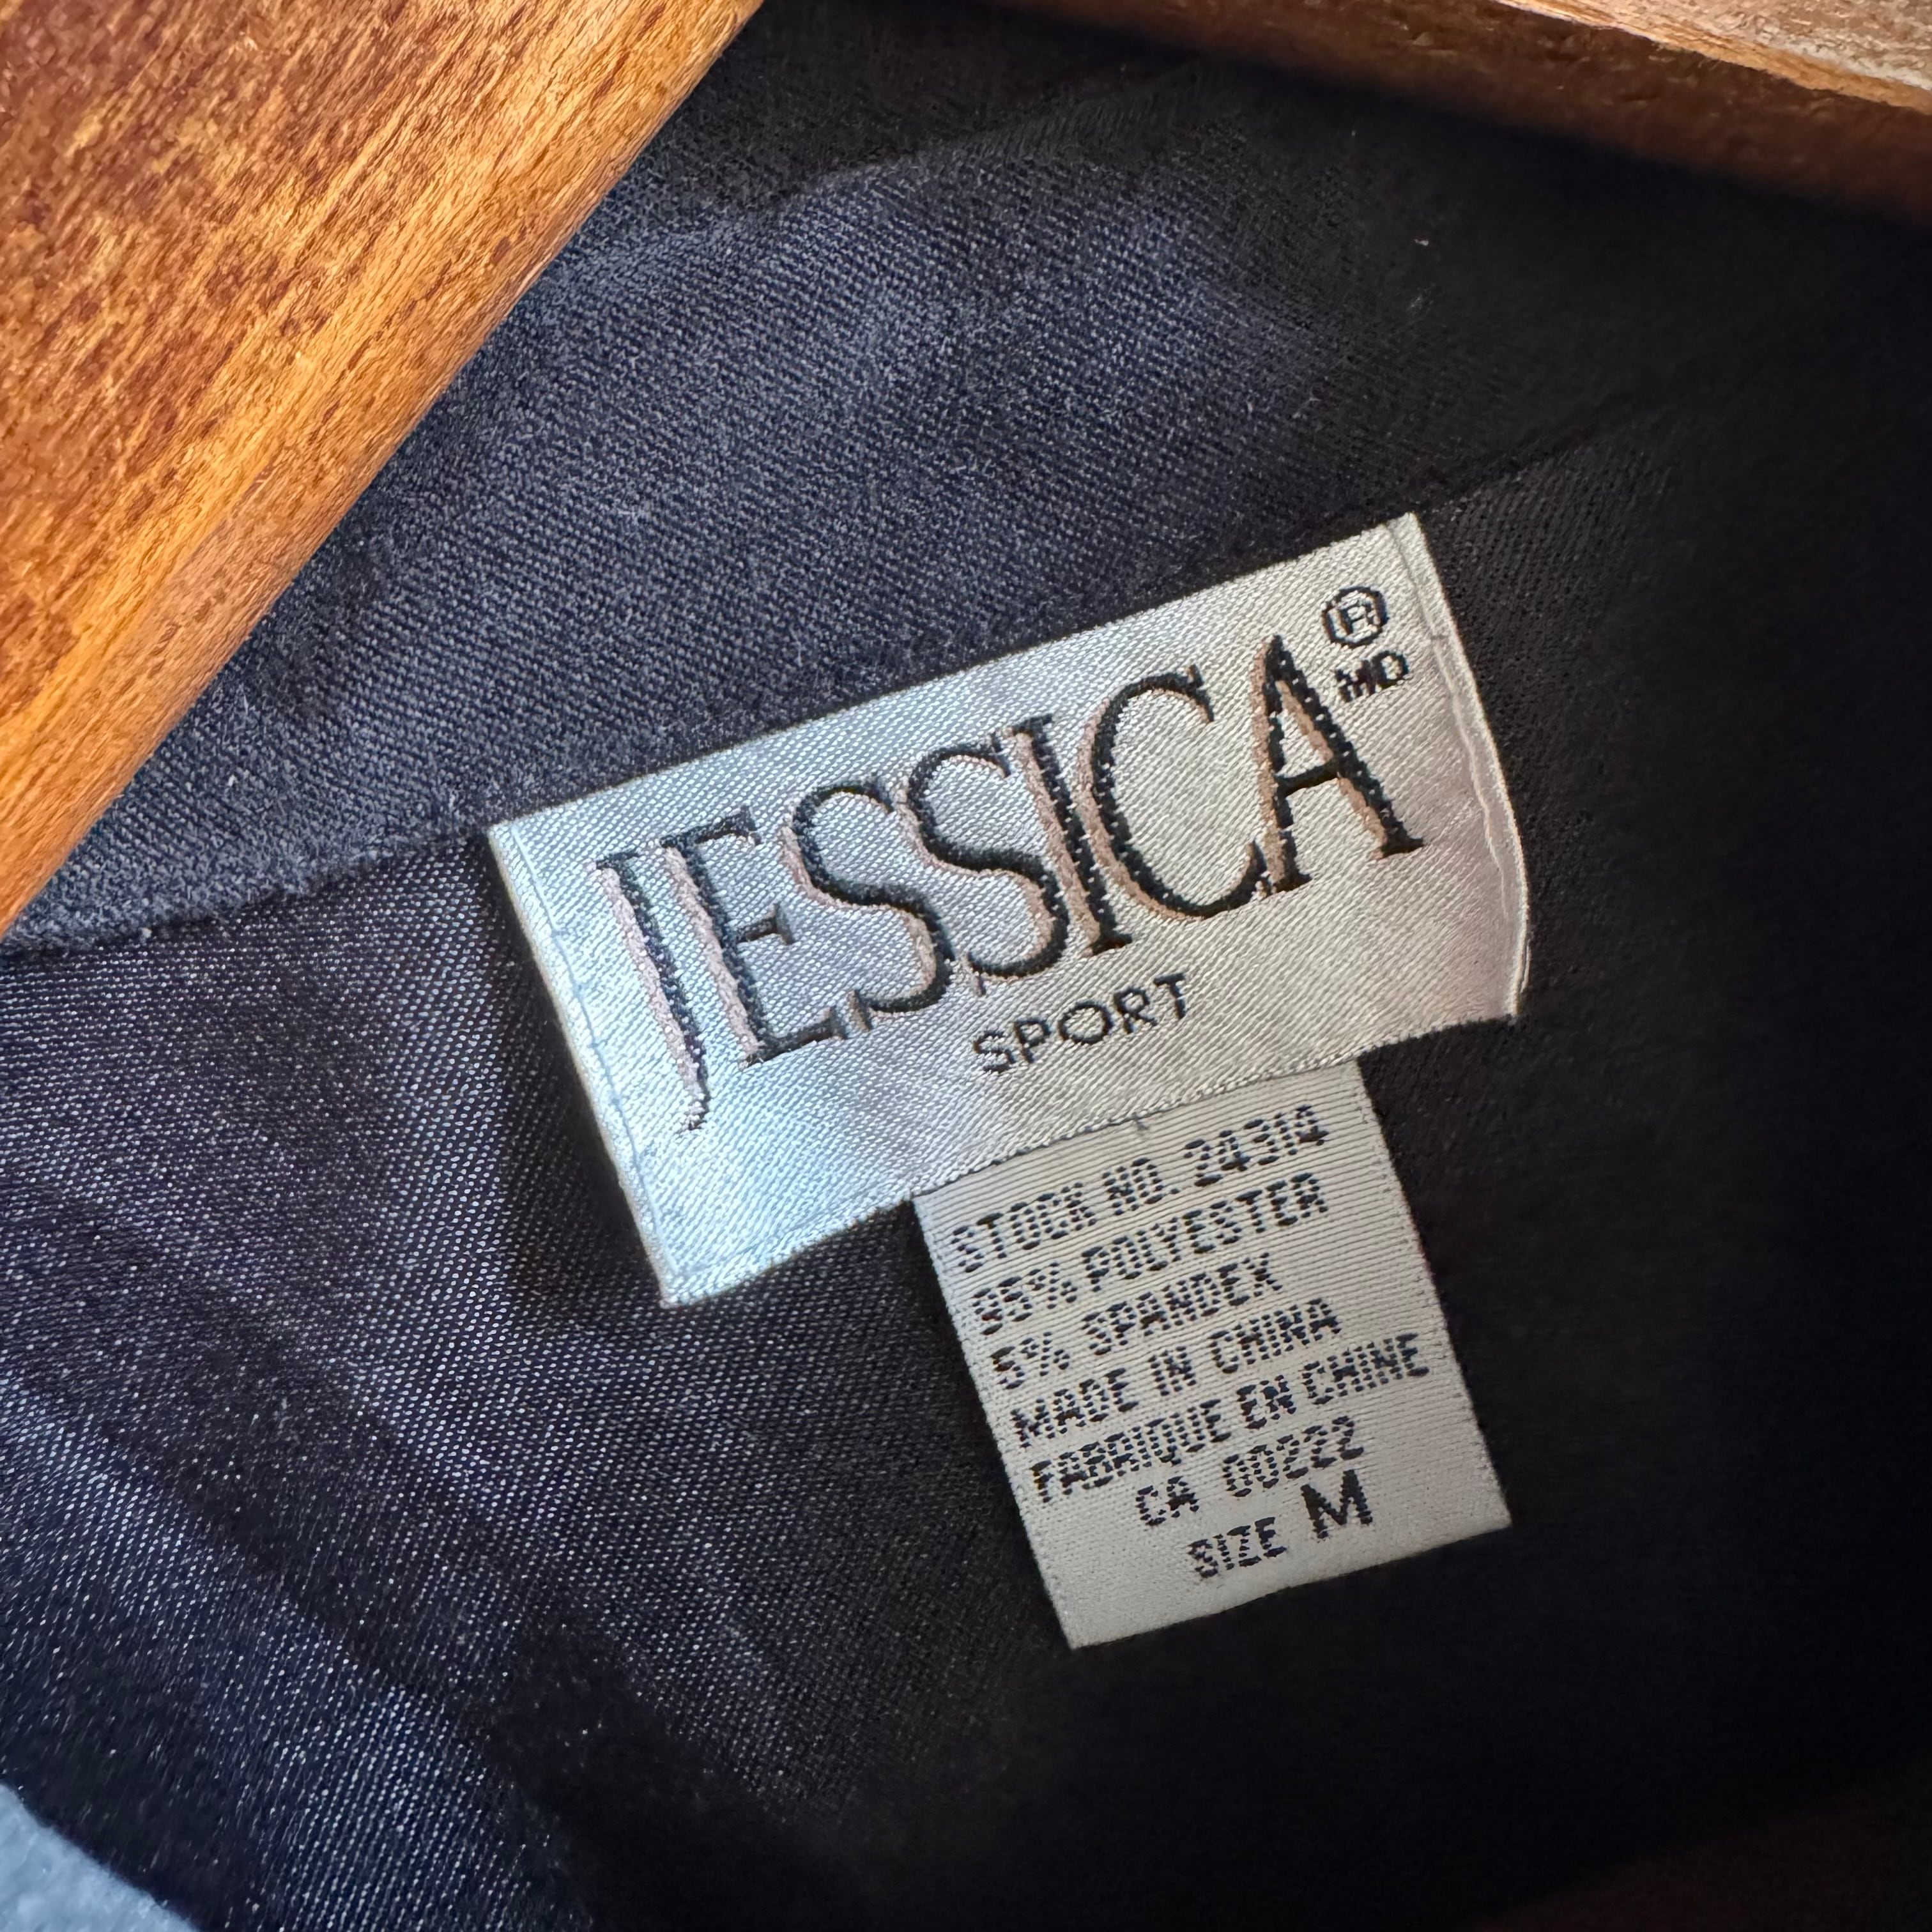 JESSICA ®
MD
SPORT
STOCK NO. 24314
95% POLYESTER
5% SPANDEX
MADE IN CHINA
FABRIQUE EN CHINE
CA 00222
SIZE M